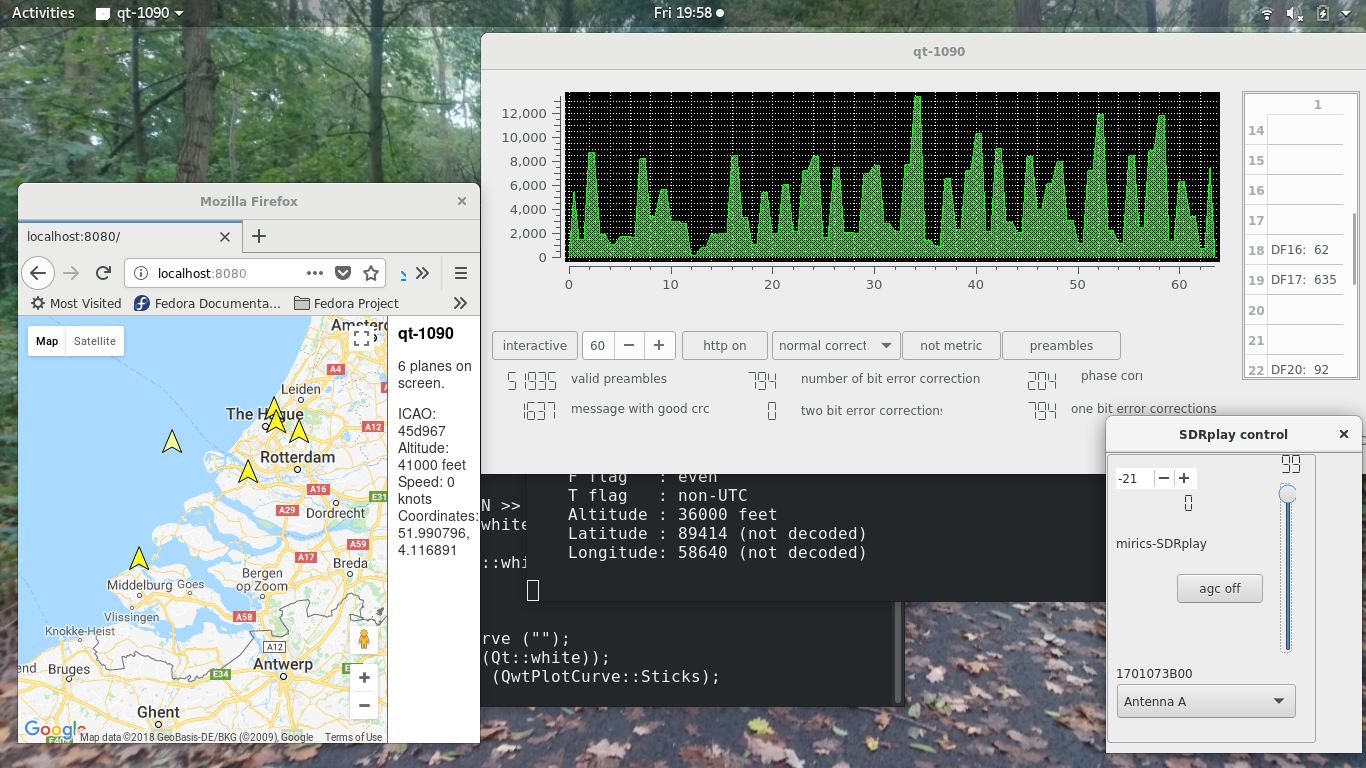 Activities
qt-1090
Fri 19:58
qt-1090
12,000
10,000
8,000
6,000
4,000
2,000
0
0 10 20 30 40 50 60
1
14
15
16
17
18 DF16: 62
19 DF17: 635
20
21
22 DF20: 92
interactive
60
http on
normal correct
not metric
preambles
51835 valid preambles
794 number of bit error correction
204 phase corr
1637 message with good crc
0 two bit error corrections
794 one bit error corrections
Mozilla Firefox
localhost:8080/
localhost:8080
Most Visited
Fedora Documenta...
Fedora Project
Map
Satellite
Amster
A4
Leiden
The Hague
A12
Rotterdam
A16
E31
A29
Dordrecht
A59
A17
Breda
Bergen
op Zoom
Middelburg
Goes
Vlissingen
A58
Knokke-Heist
A12
end
Bruges
E34
Antwerp
Ghent
Google
E40
Map data ©2018 GeoBasis-DE/BKG (©2009), Google
Terms of Use
qt-1090
6 planes on
screen.
ICAO:
45d967
Altitude:
41000 feet
Speed: 0
knots
Coordinates:
51.990796,
4.116891
F flag : even
T flag : non-UTC
Altitude : 36000 feet
Latitude : 89414 (not decoded)
Longitude: 58640 (not decoded)
N >>
white
::whi
rve ("");
(Qt::white));
(QwtPlotCurve::Sticks);
SDRplay control
99
-21
0
mirics-SDRplay
agc off
1701073B00
Antenna A